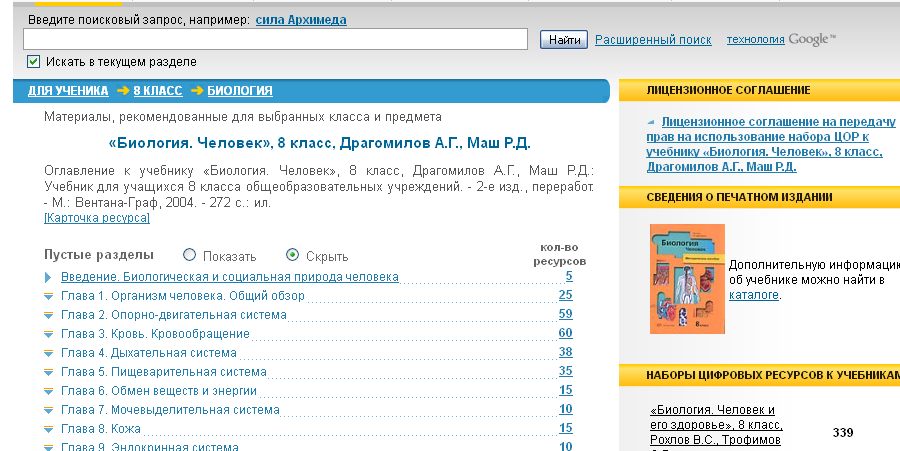 Введите поисковый запрос, например: сила Архимеда
Найти Расширенный поиск технология Google™
Искать в текущем разделе
ДЛЯ УЧЕНИКА 8 КЛАСС БИОЛОГИЯ
Материалы, рекомендованные для выбранных класса и предмета
«Биология. Человек», 8 класс, Драгомилов А.Г., Маш Р.Д.
Оглавление к учебнику «Биология. Человек», 8 класс, Драгомилов А.Г., Маш Р.Д.:
Учебник для учащихся 8 класса общеобразовательных учреждений. - 2-е изд., переработ.
- М.: Вентана-Граф, 2004. - 272 с.: ил.
[Карточка ресурса]
Пустые разделы Показать Скрыть
кол-во
ресурсов
Введение. Биологическая и социальная природа человека 5
Глава 1. Организм человека. Общий обзор 25
Глава 2. Опорно-двигательная система 59
Глава 3. Кровь. Кровообращение 60
Глава 4. Дыхательная система 38
Глава 5. Пищеварительная система 35
Глава 6. Обмен веществ и энергии 15
Глава 7. Мочевыделительная система 10
Глава 8. Кожа 15
Глава 9. Эндокринная система 10
ЛИЦЕНЗИОННОЕ СОГЛАШЕНИЕ
Лицензионное соглашение на передачу
прав на использование набора ЦОР к
учебнику «Биология. Человек», 8 класс,
Драгомилов А.Г., Маш Р.Д.
СВЕДЕНИЯ О ПЕЧАТНОМ ИЗДАНИИ
Биология
Человек
8 класс
Дополнительную информацию
об учебнике можно найти в
каталоге.
НАБОРЫ ЦИФРОВЫХ РЕСУРСОВ К УЧЕБНИКАМ
«Биология. Человек и
его здоровье», 8 класс,
Рохлов В.С., Трофимов
339